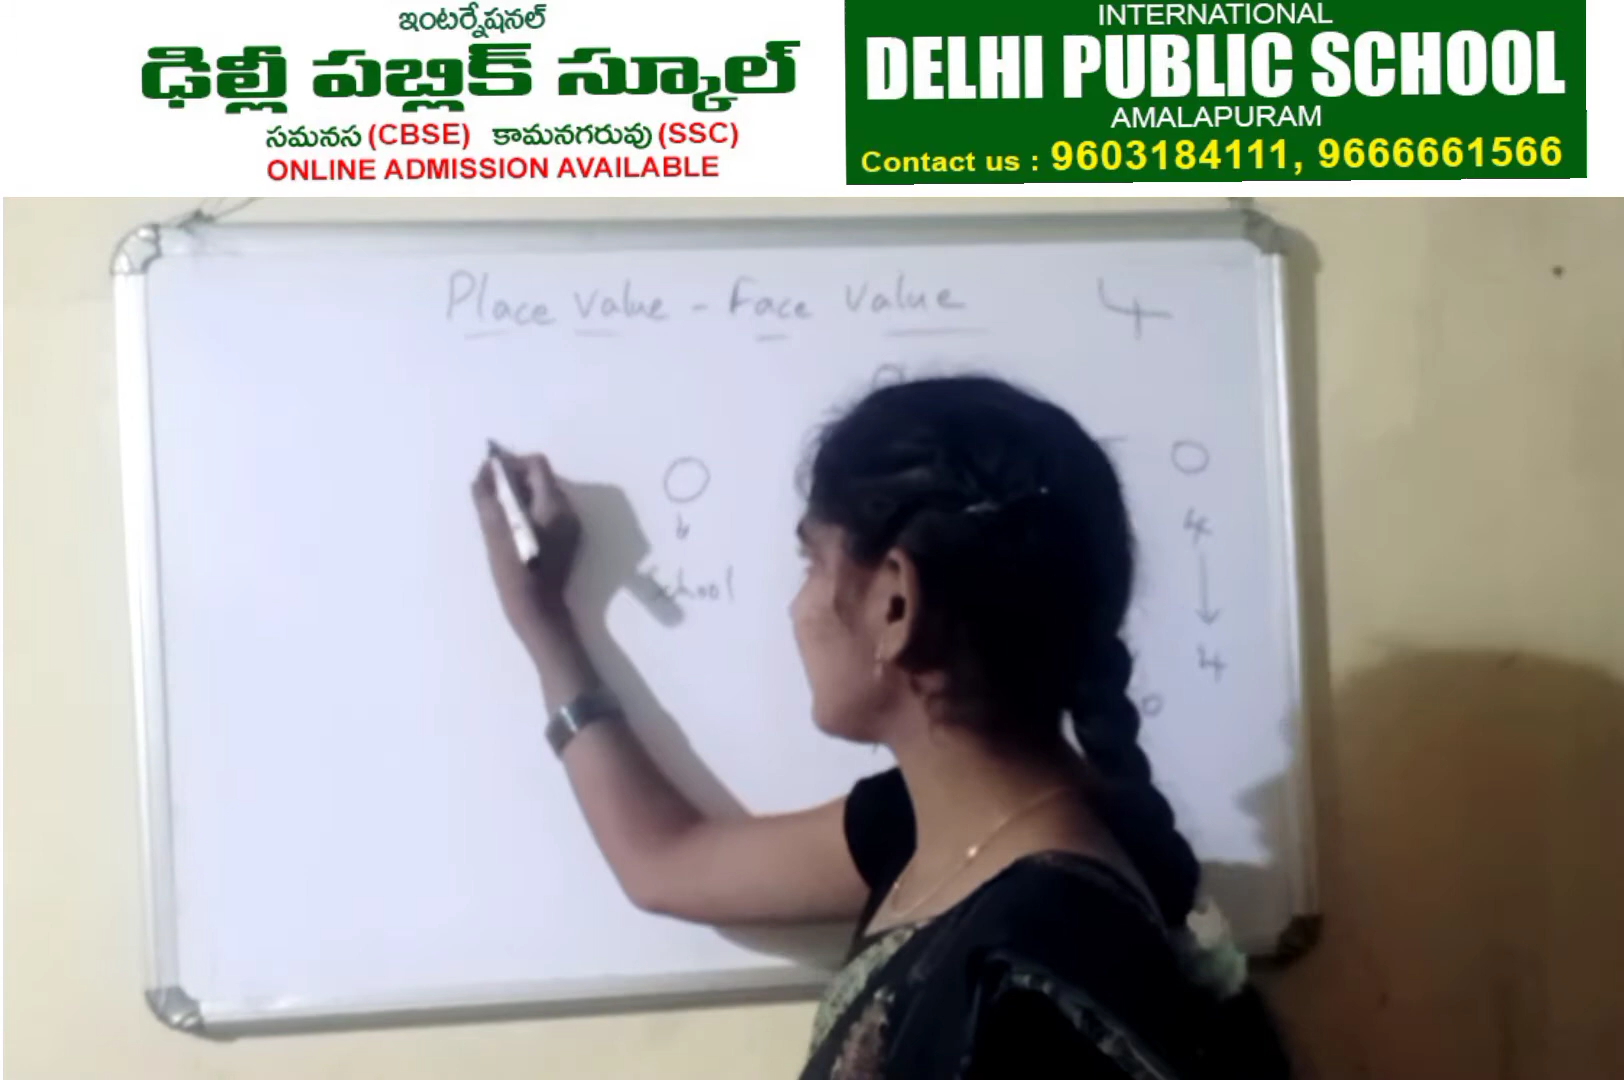 ఇంటర్నేషనల్
ఢిల్లీ పబ్లిక్ స్కూల్
సమనస (CBSE) కామనగరువు (SSC)
ONLINE ADMISSION AVAILABLE
INTERNATIONAL
DELHI PUBLIC SCHOOL
AMALAPURAM
Contact us : 9603184111, 9666661566
Place Value - Face Value 4
O O
4
School
4
0